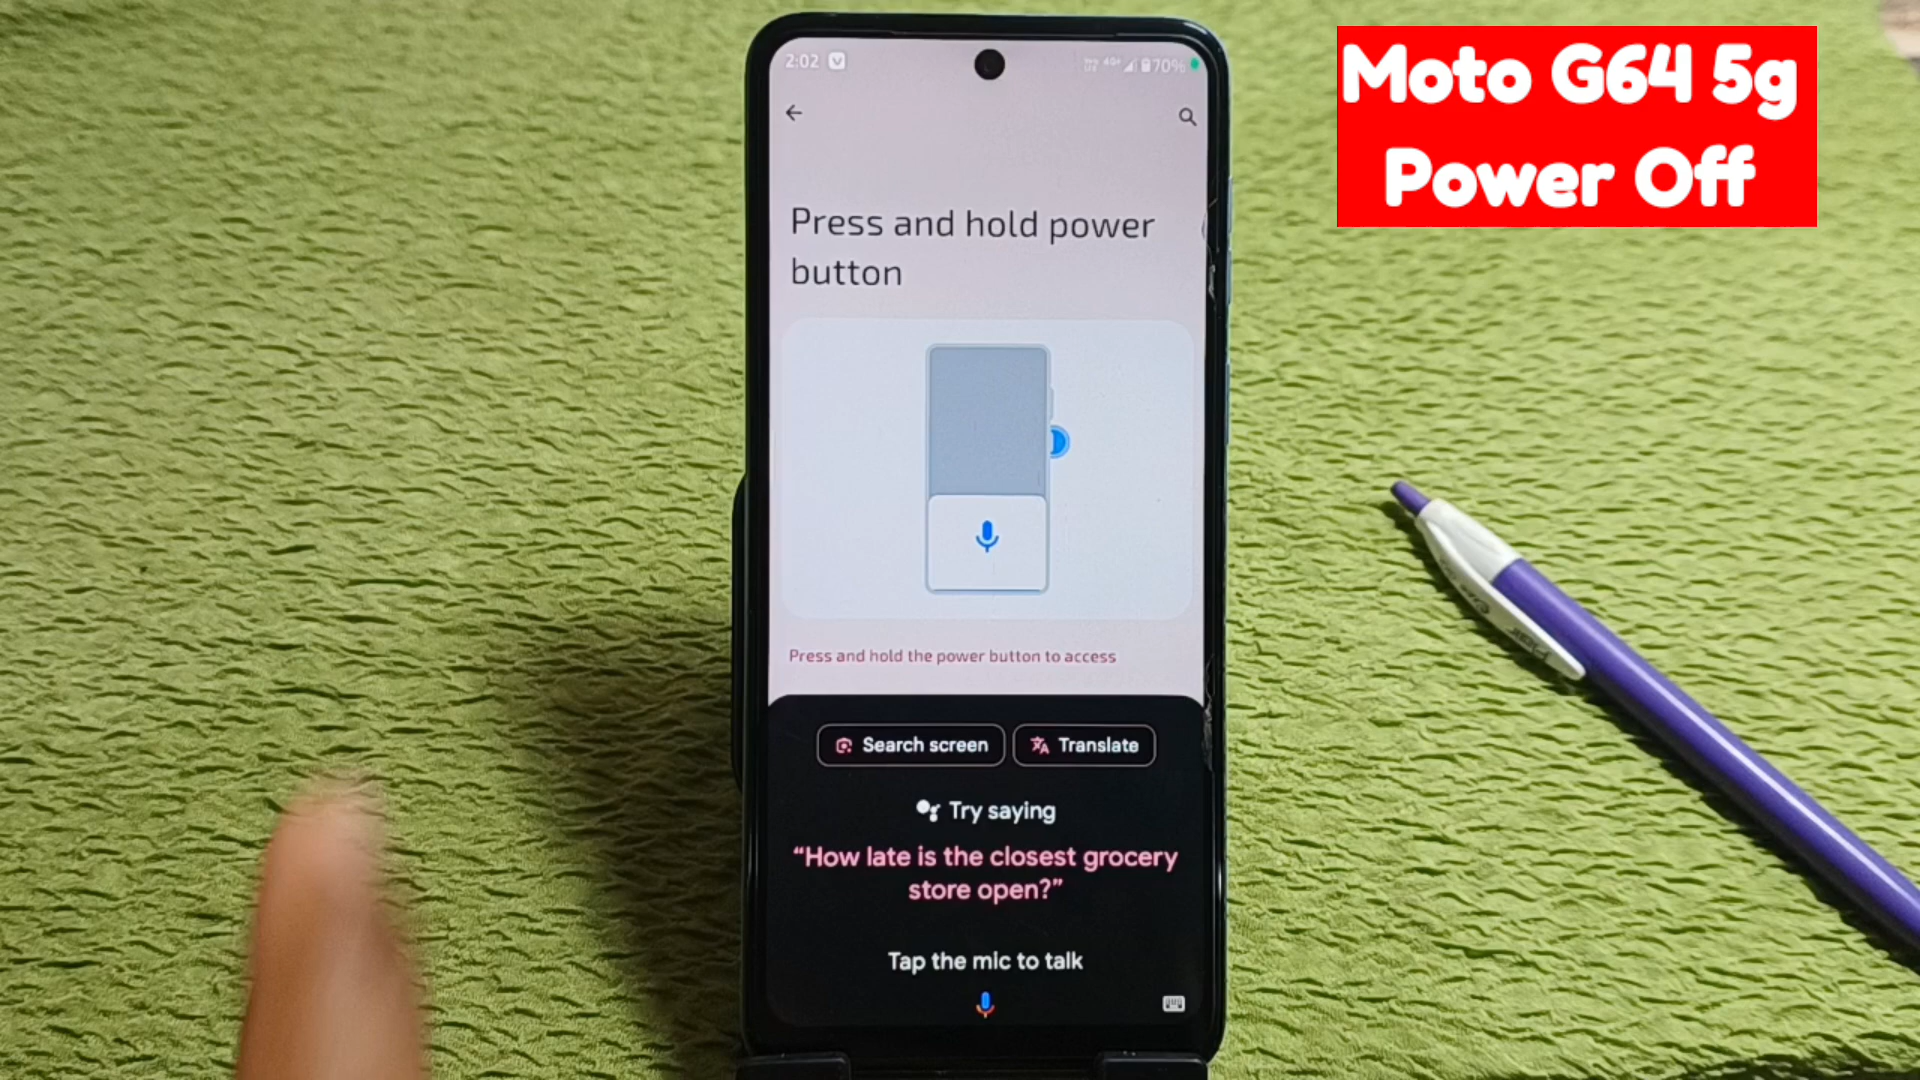 Moto G64 5g
Power Off
2:02
4G+ 70%
Press and hold power
button
Press and hold the power button to access
Search screen
Translate
Try saying
“How late is the closest grocery
store open?”
Tap the mic to talk